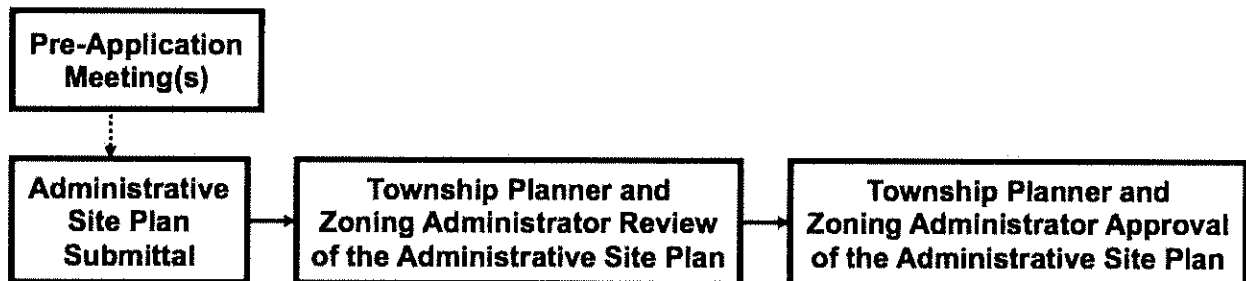 Pre-Application
Meeting(s)
Administrative
Site Plan
Submittal
Township Planner and
Zoning Administrator Review
of the Administrative Site Plan
Township Planner and
Zoning Administrator Approval
of the Administrative Site Plan